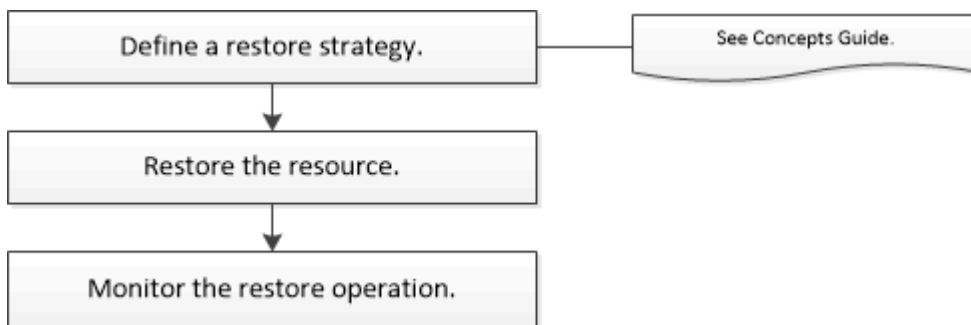 Define a restore strategy.
See Concepts Guide.
Restore the resource.
Monitor the restore operation.